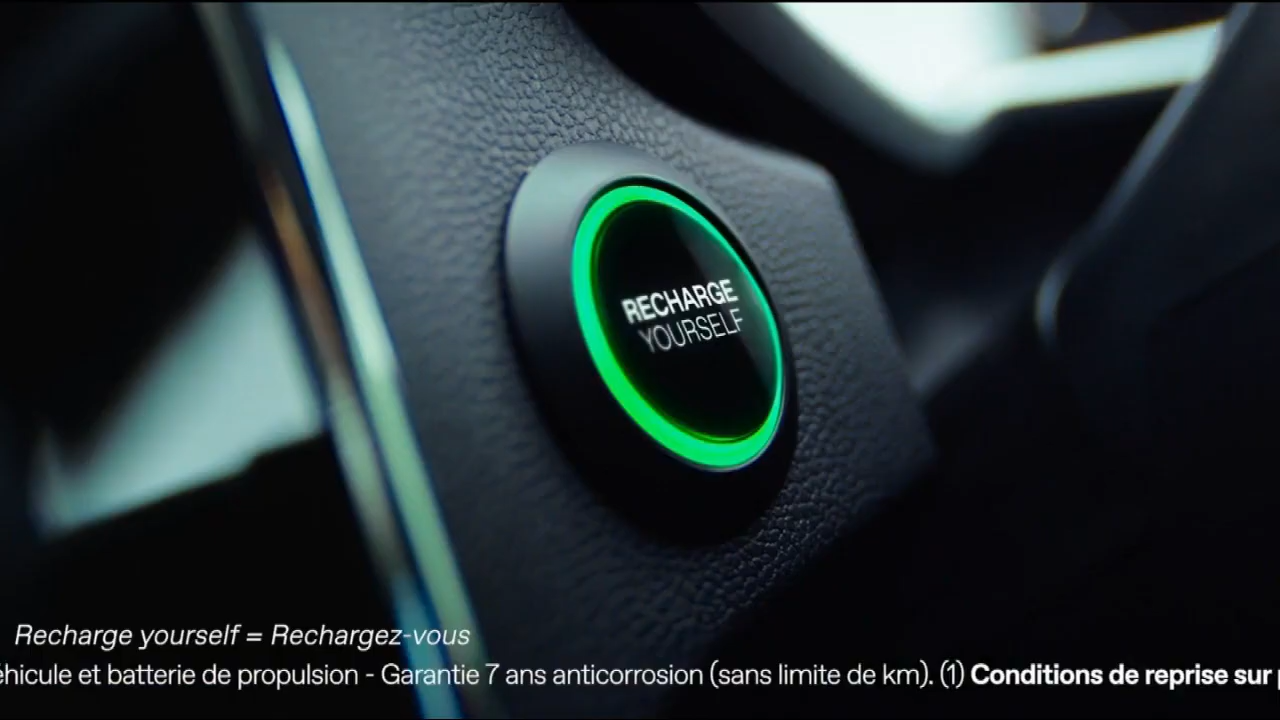 RECHARGE
YOURSELF
Recharge yourself = Rechargez-vous
et batterie de propulsion - Garantie 7 ans anticorrosion (sans limite de km). (1) Conditions de reprise sur